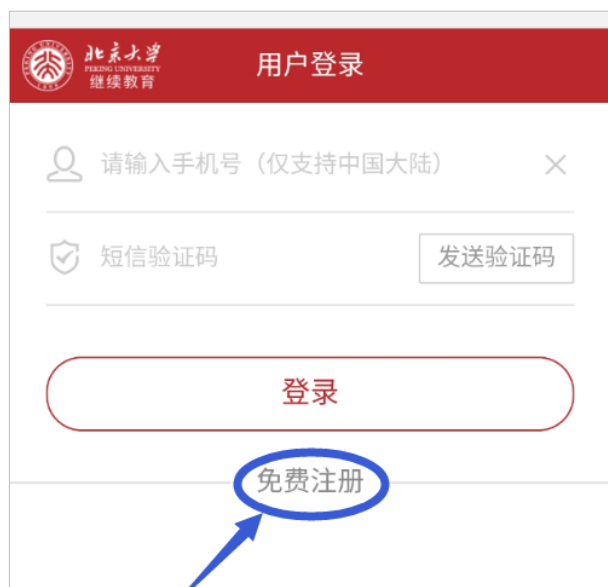 北京大学
PEKING UNIVERSITY
继续教育
用户登录
请输入手机号（仅支持中国大陆）
短信验证码
发送验证码
登录
免费注册